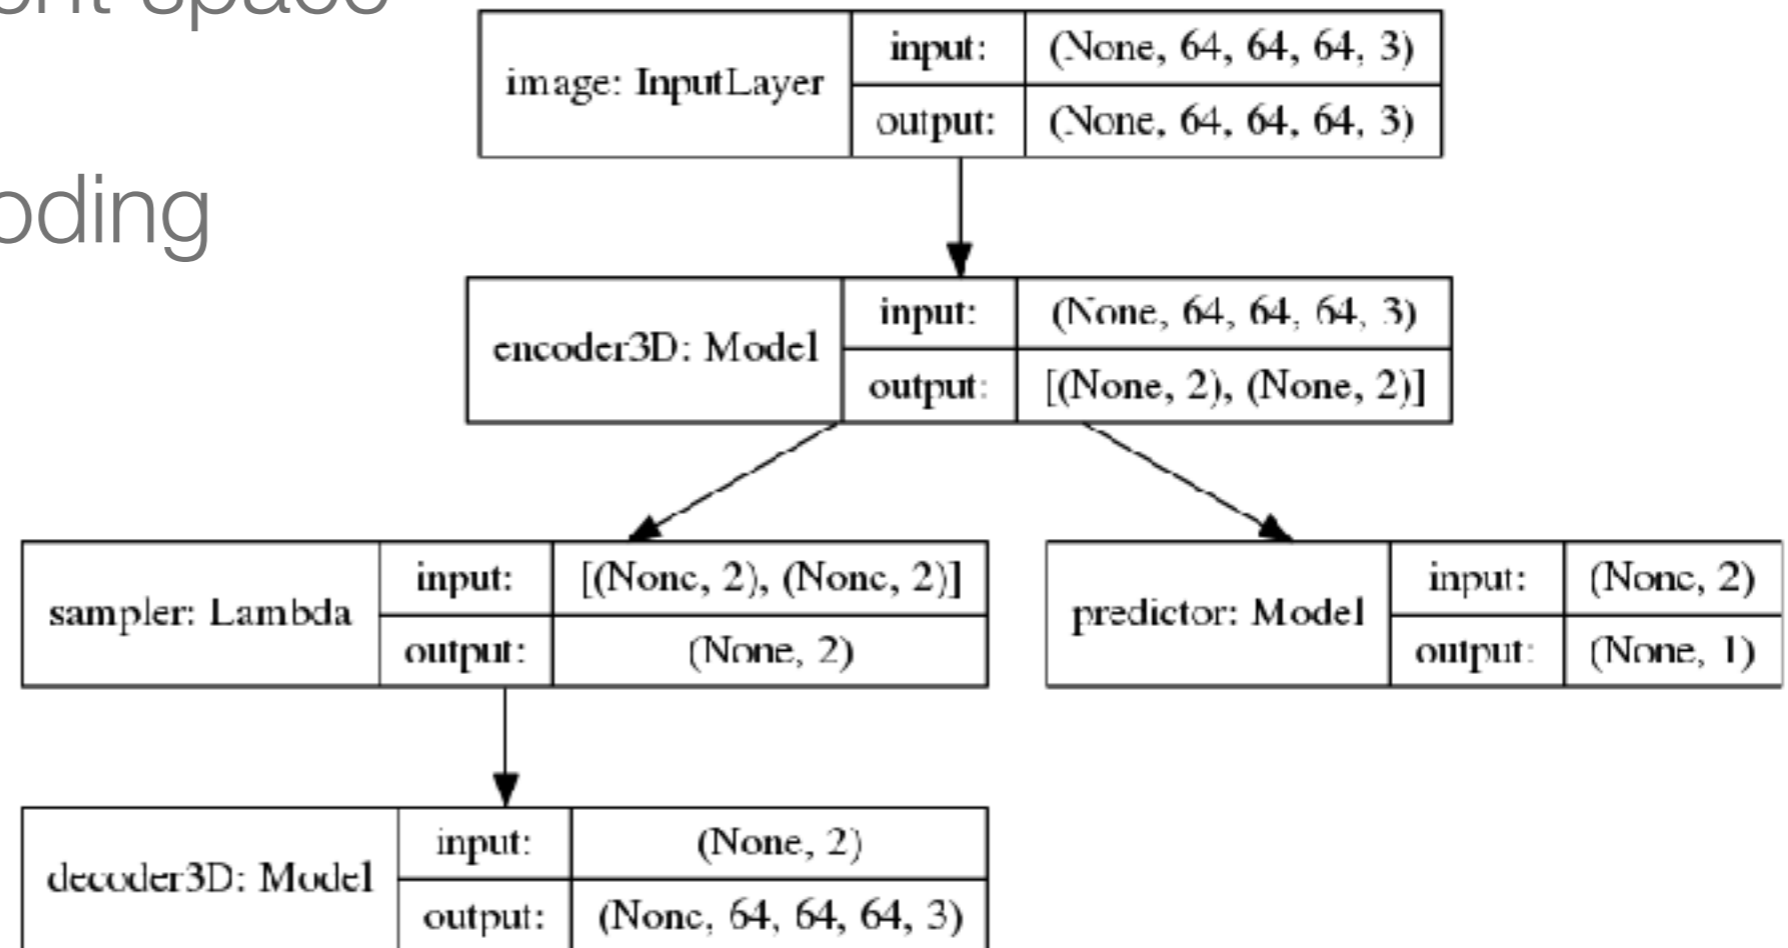 ent space
oding
image: InputLayer
input: (None, 64, 64, 64, 3)
output: (None, 64, 64, 64, 3)
encoder3D: Model
input: (None, 64, 64, 64, 3)
output: [(None, 2), (None, 2)]
sampler: Lambda
input: [(None, 2), (None, 2)]
output: (None, 2)
predictor: Model
input: (None, 2)
output: (None, 1)
decoder3D: Model
input: (None, 2)
output: (None, 64, 64, 64, 3)